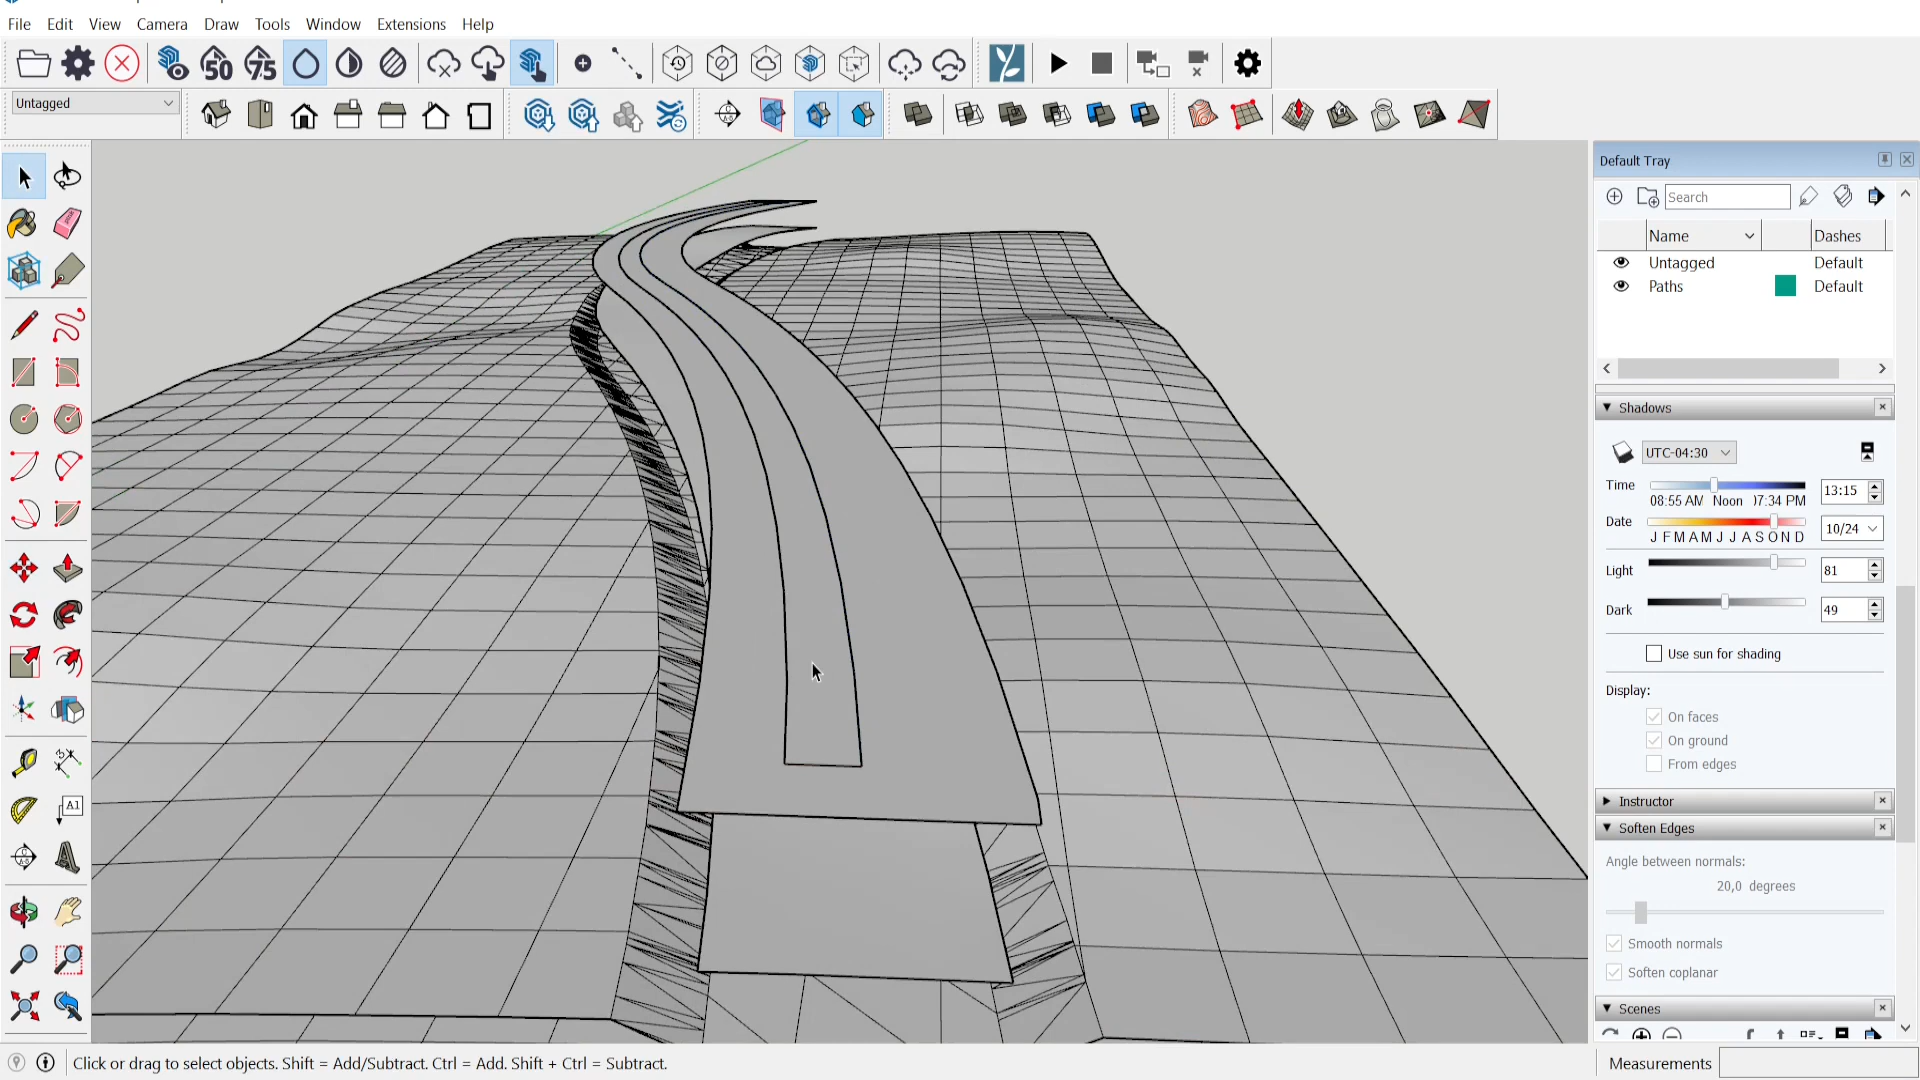 File Edit View Camera Draw Tools Window Extensions Help
50 75
Untagged
Default Tray
Search
Name Dashes
Untagged Default
Paths Default
Shadows
UTC-04:30
Time 13:15
08:55 AM Noon 07:34 PM
Date 10/24
J F M A M J J A S O N D
Light 81
Dark 49
Use sun for shading
Display:
On faces
On ground
From edges
Instructor
Soften Edges
Angle between normals:
20,0 degrees
Smooth normals
Soften coplanar
Scenes
A1
Click or drag to select objects. Shift = Add/Subtract. Ctrl = Add. Shift + Ctrl = Subtract.
Measurements